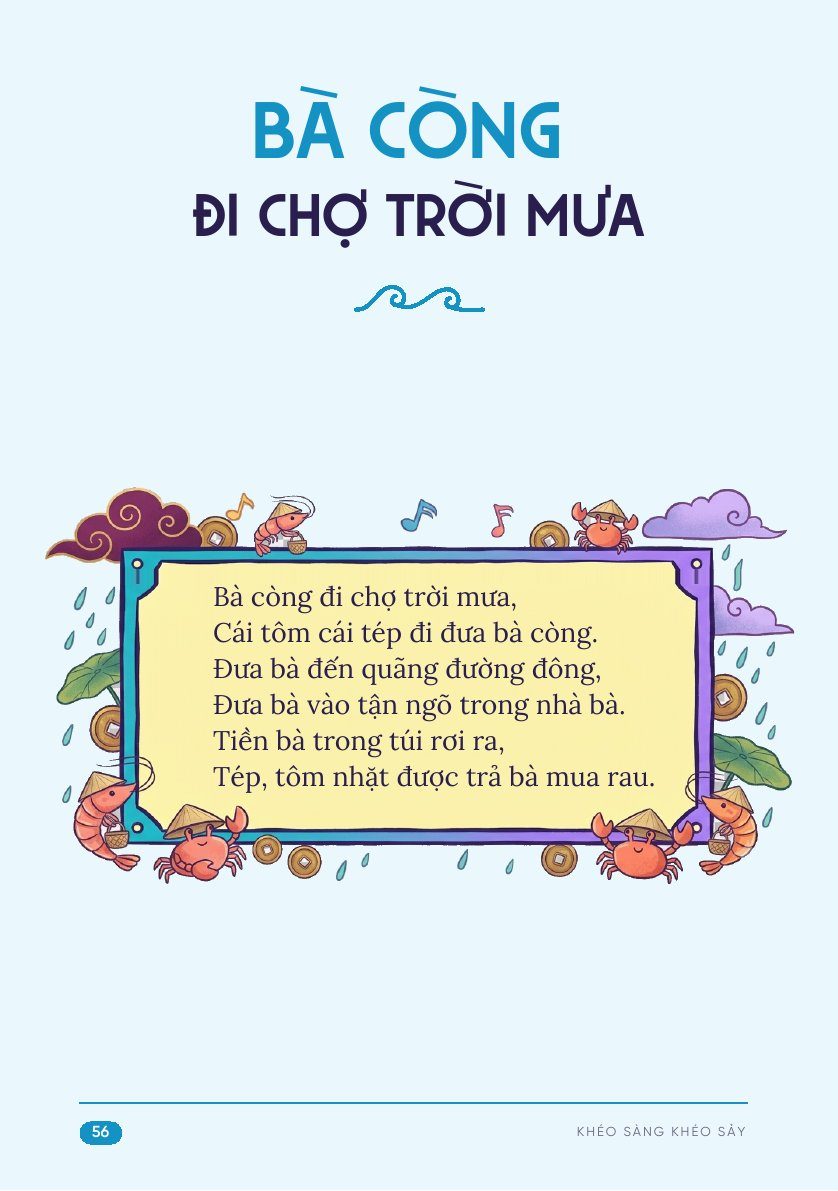 BÀ CÒNG
ĐI CHỢ TRỜI MƯA
Bà còng đi chợ trời mưa,
Cái tôm cái tép đi đưa bà còng.
Đưa bà đến quãng đường đông,
Đưa bà vào tận ngõ trong nhà bà.
Tiền bà trong túi rơi ra,
Tép, tôm nhặt được trả bà mua rau.
56
KHÉO SÀNG KHÉO SẢY